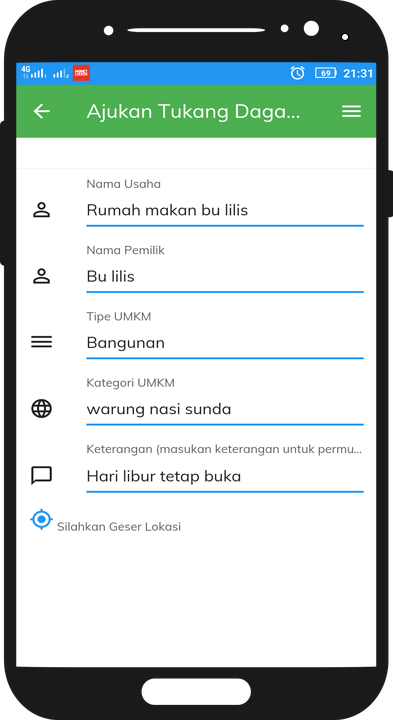 4G
69 21:31
Ajukan Tukang Daga...
Nama Usaha
Rumah makan bu lilis
Nama Pemilik
Bu lilis
Tipe UMKM
Bangunan
Kategori UMKM
warung nasi sunda
Keterangan (masukan keterangan untuk permu...
Hari libur tetap buka
Silahkan Geser Lokasi